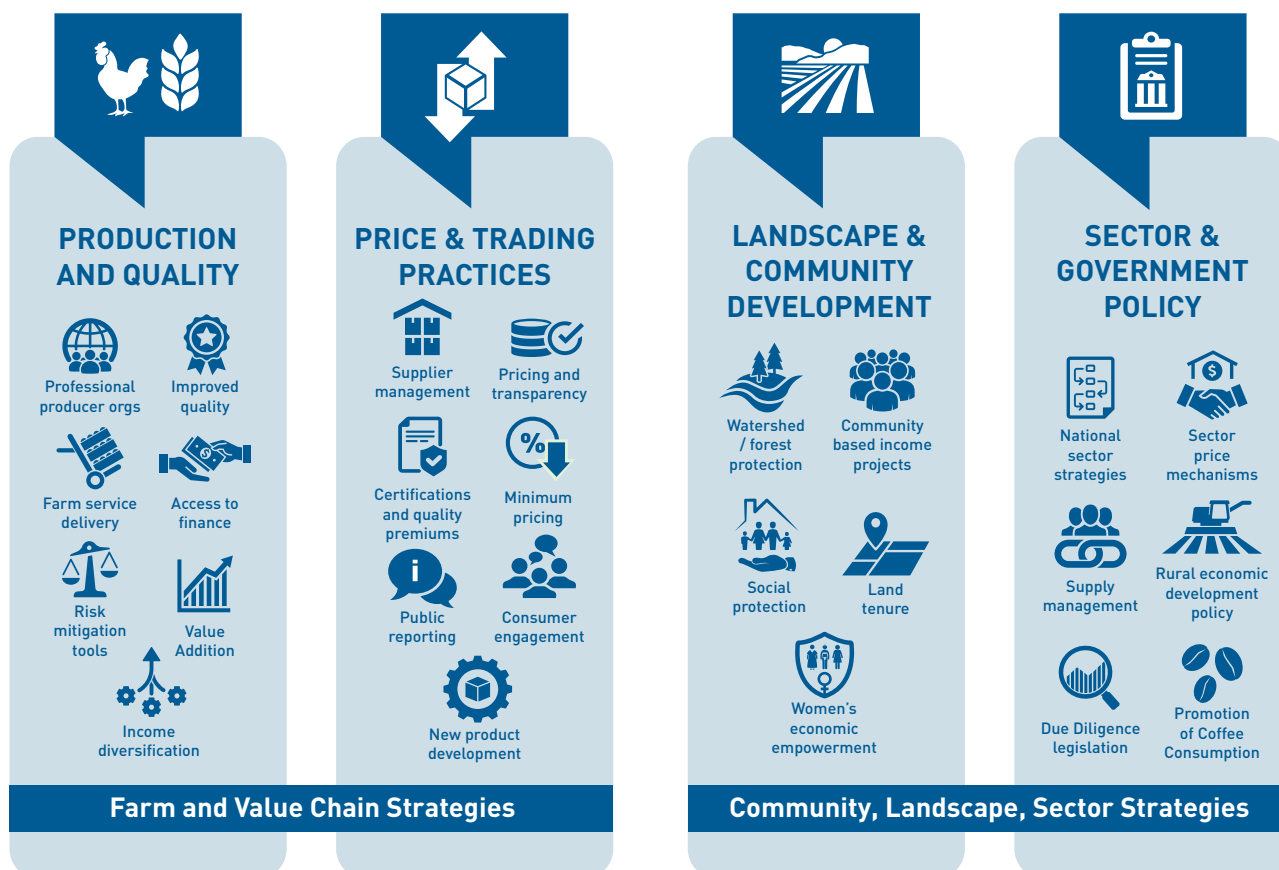 PRODUCTION
AND QUALITY
Professional
producer orgs
Improved
quality
Farm service
delivery
Access to
finance
Risk
mitigation
tools
Value
Addition
Income
diversification
PRICE & TRADING
PRACTICES
Supplier
management
Pricing and
transparency
Certifications
and quality
premiums
%
Minimum
pricing
i
Public
reporting
Consumer
engagement
New product
development
Farm and Value Chain Strategies
LANDSCAPE &
COMMUNITY
DEVELOPMENT
Watershed
/ forest
protection
Community
based income
projects
Social
protection
Land
tenure
Women's
economic
empowerment
SECTOR &
GOVERNMENT
POLICY
National
sector
strategies
$
Sector
price
mechanisms
Supply
management
Rural economic
development
policy
Due Diligence
legislation
Promotion
of Coffee
Consumption
Community, Landscape, Sector Strategies